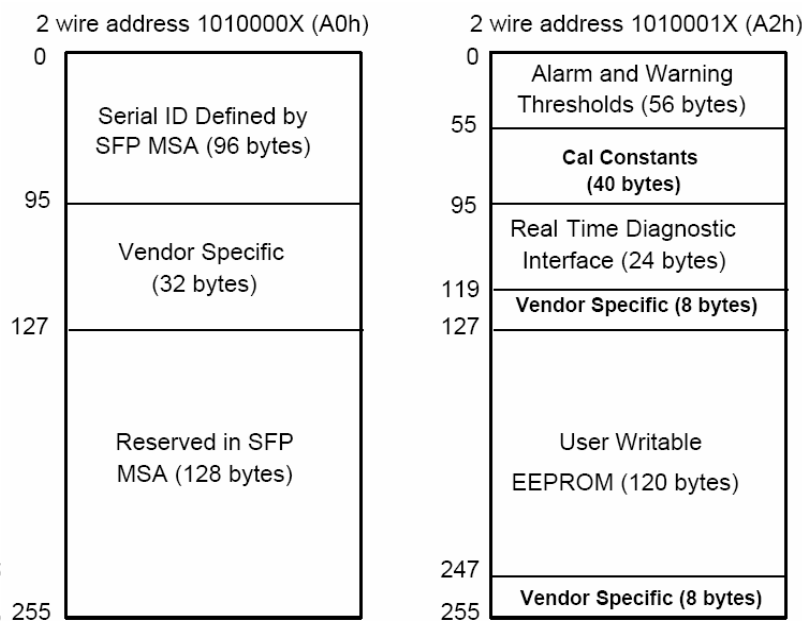 2 wire address 1010000X (A0h)
0
Serial ID Defined by
SFP MSA (96 bytes)
95
Vendor Specific
(32 bytes)
127
Reserved in SFP
MSA (128 bytes)
255
2 wire address 1010001X (A2h)
0
Alarm and Warning
Thresholds (56 bytes)
55
Cal Constants
(40 bytes)
95
Real Time Diagnostic
Interface (24 bytes)
119
Vendor Specific (8 bytes)
127
User Writable
EEPROM (120 bytes)
247
Vendor Specific (8 bytes)
255